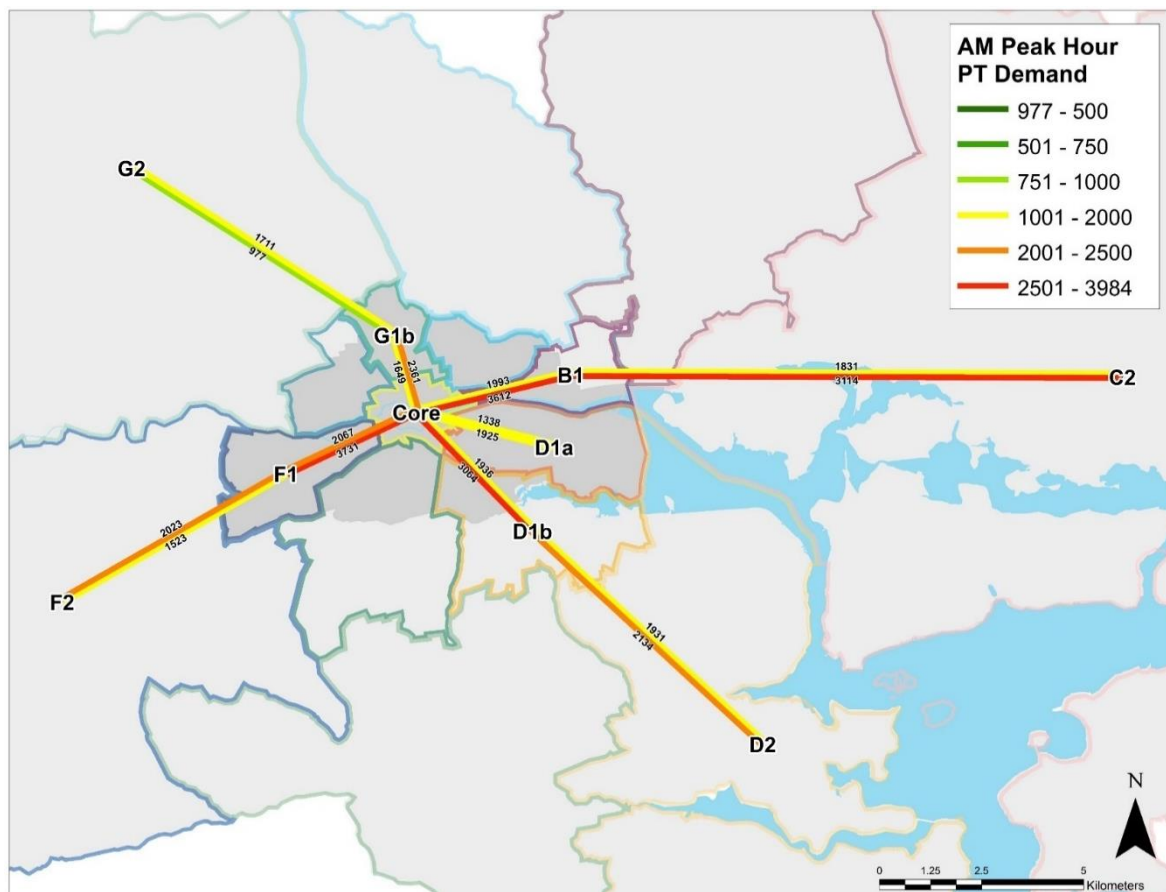 AM Peak Hour
PT Demand
977 - 500
501 - 750
751 - 1000
1001 - 2000
2001 - 2500
2501 - 3984
G2
1711
977
G1b
1649
2361
B1
1993
3612
1831
3114
C2
Core
1338
1925
D1a
2067
3731
F1
1936
3064
D1b
2023
1523
F2
1931
2134
D2
N
0 1.25 2.5 5
Kilometers